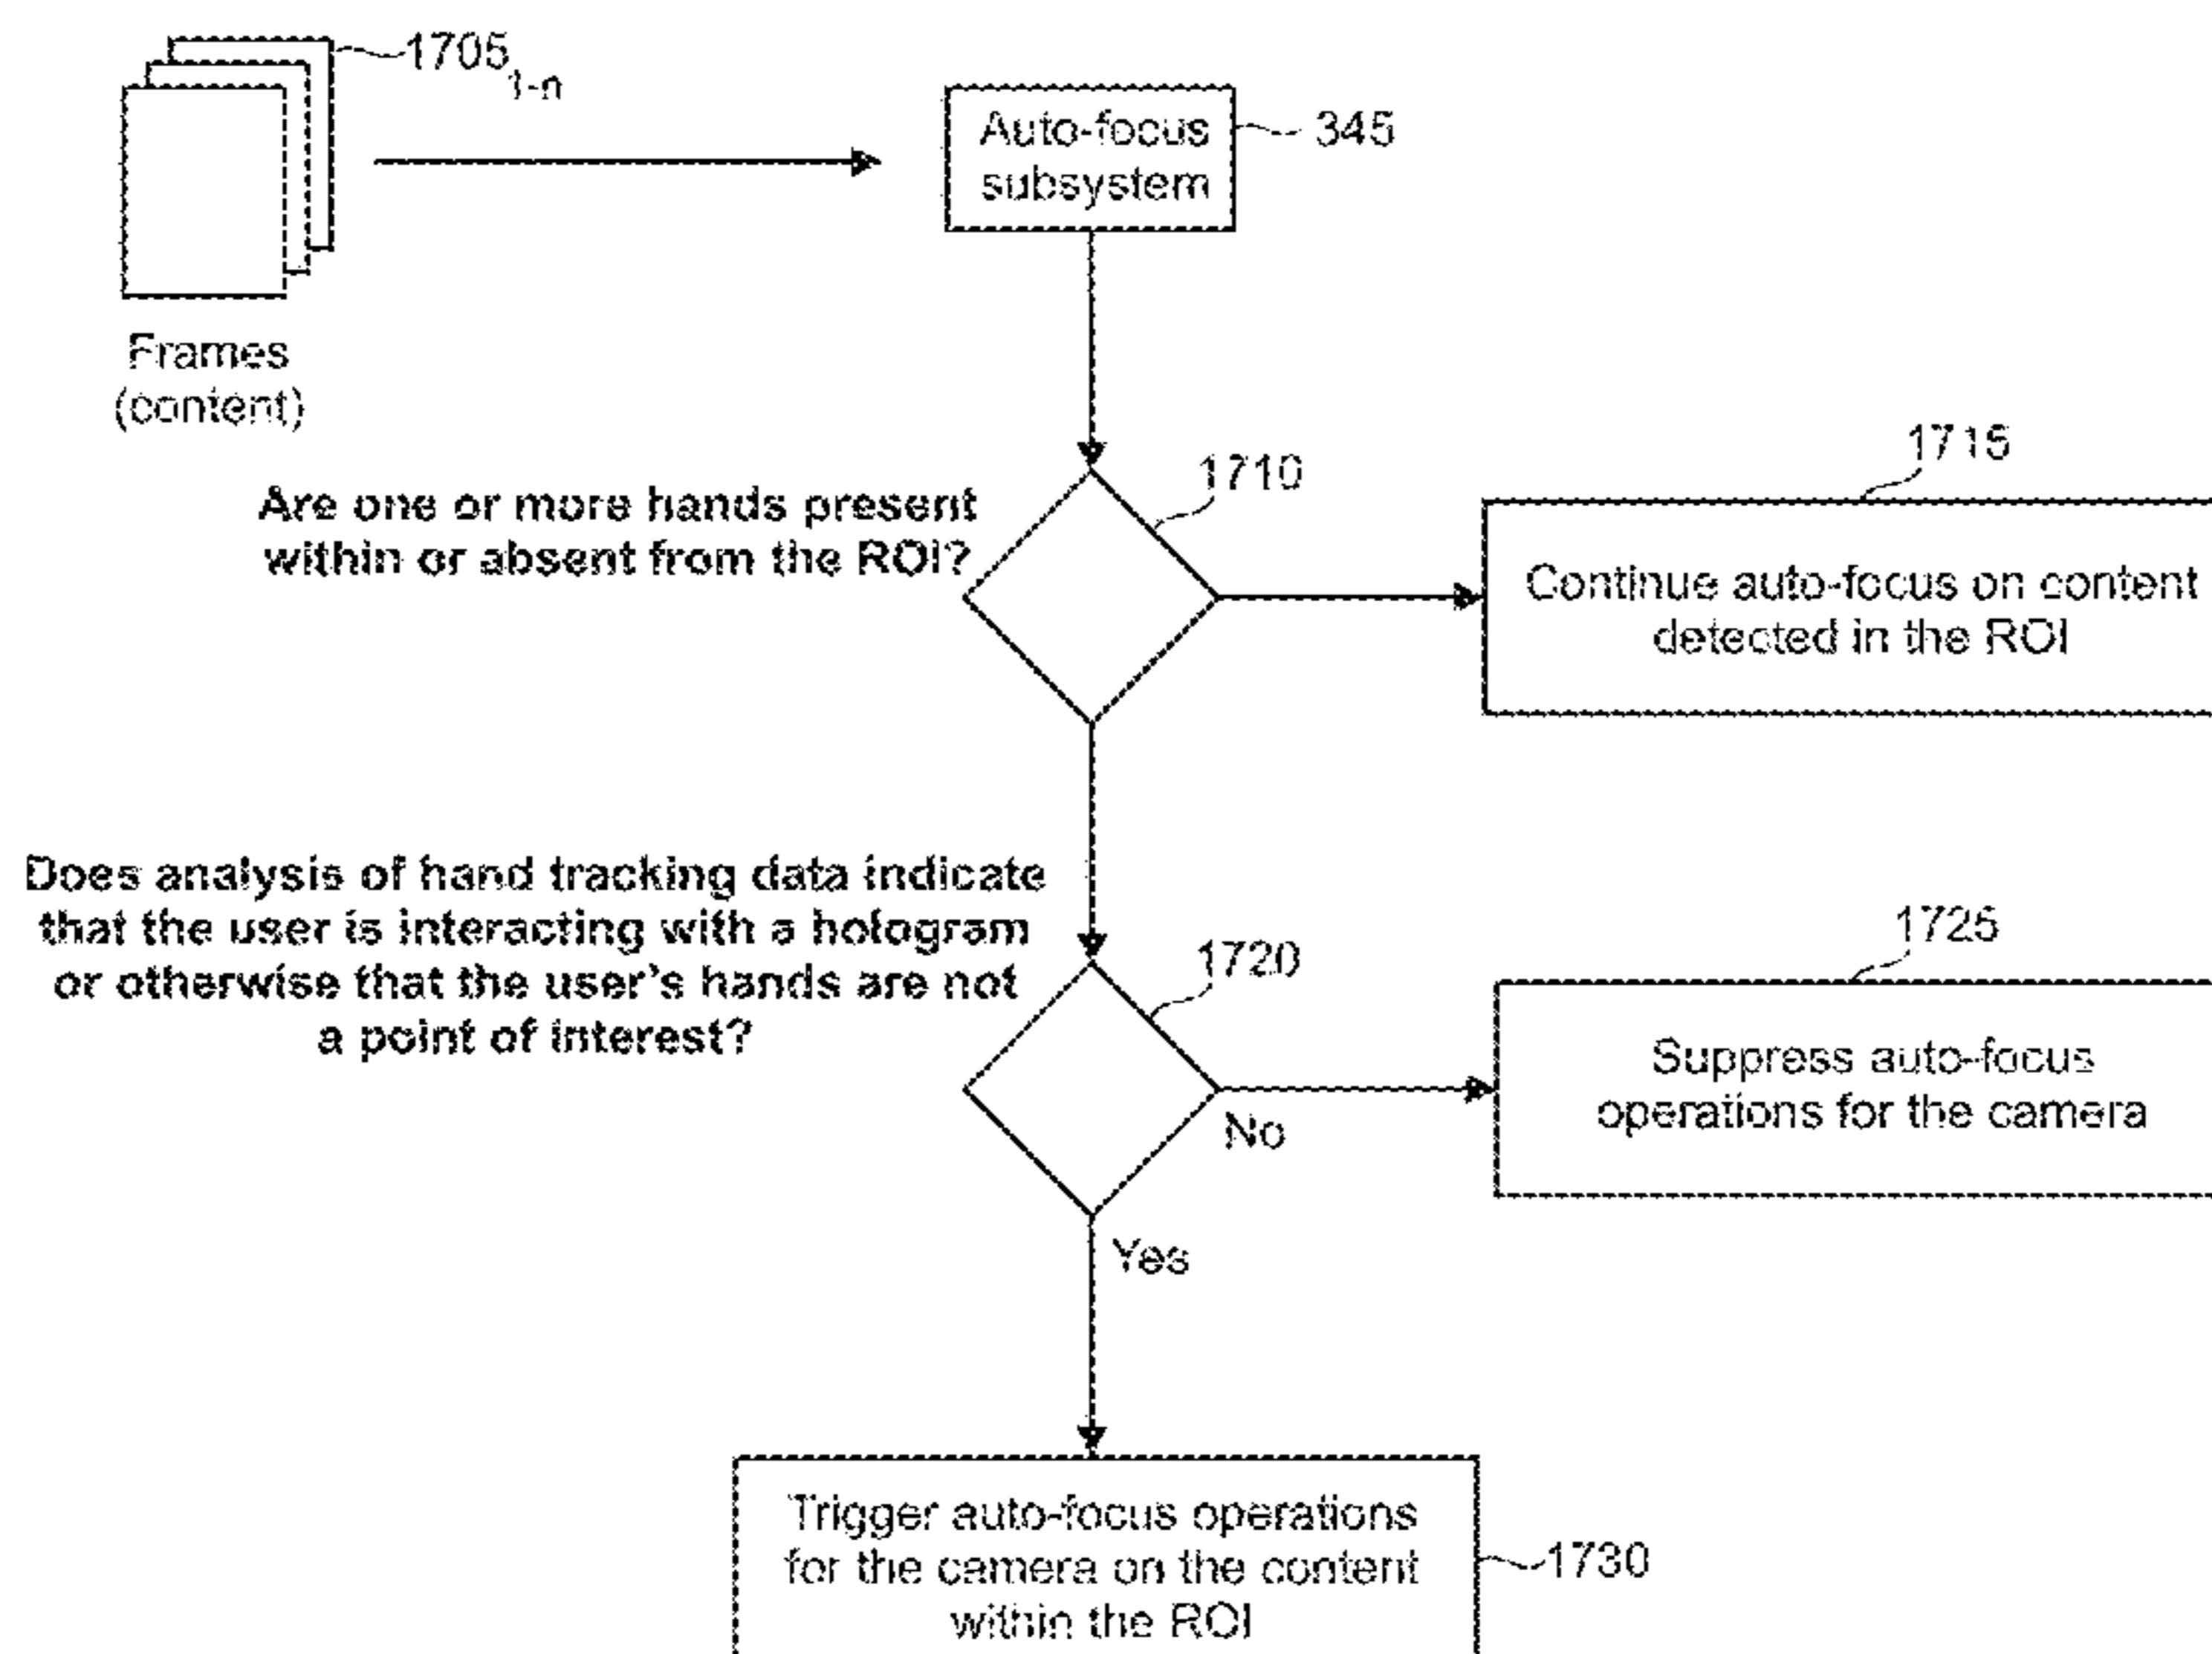 1705
1-n
Auto-focus
subsystem
345
Frames
(content)
1710
Are one or more hands present
within or absent from the ROI?
1715
Continue auto-focus on content
detected in the ROI
Does analysis of hand tracking data indicate
that the user is interacting with a hologram
or otherwise that the user's hands are not
a point of interest?
1720
1725
Suppress auto-focus
operations for the camera
No
Yes
Trigger auto-focus operations
for the camera on the content
within the ROI
1730